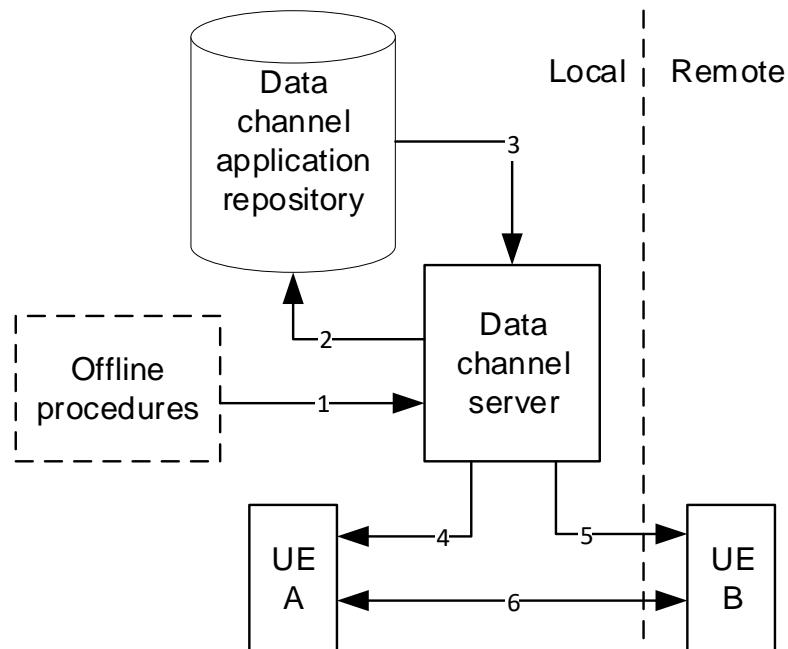 Data
channel
application
repository
Local
Remote
3
Data
channel
server
2
Offline
procedures
1
4
5
UE
A
6
UE
B